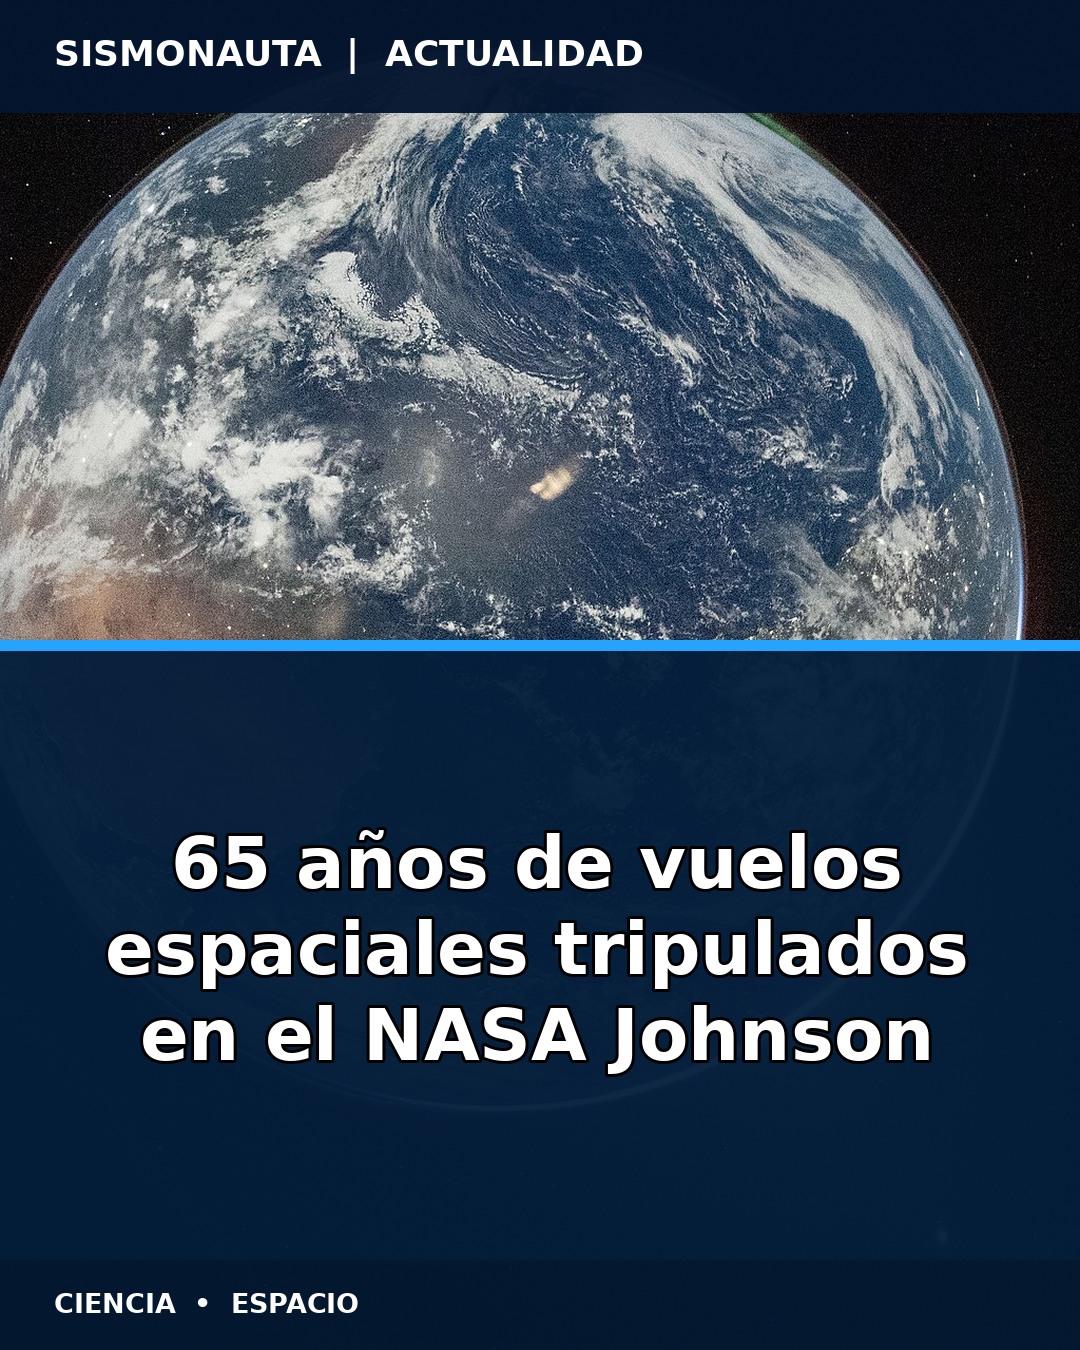 SISMONAUTA | ACTUALIDAD
65 años de vuelos
espaciales tripulados
en el NASA Johnson
CIENCIA • ESPACIO